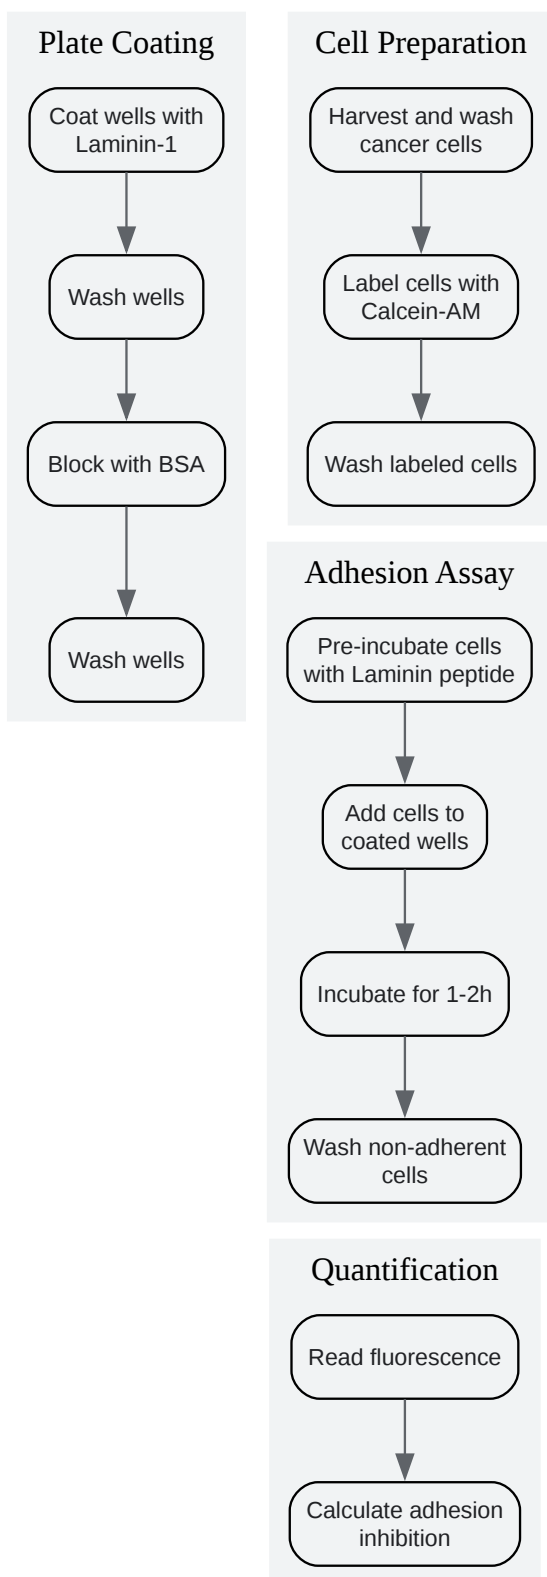 Plate Coating
Coat wells with
Laminin-1
Wash wells
Block with BSA
Wash wells
Cell Preparation
Harvest and wash
cancer cells
Label cells with
Calcein-AM
Wash labeled cells
Adhesion Assay
Pre-incubate cells
with Laminin peptide
Add cells to
coated wells
Incubate for 1-2h
Wash non-adherent
cells
Quantification
Read fluorescence
Calculate adhesion
inhibition